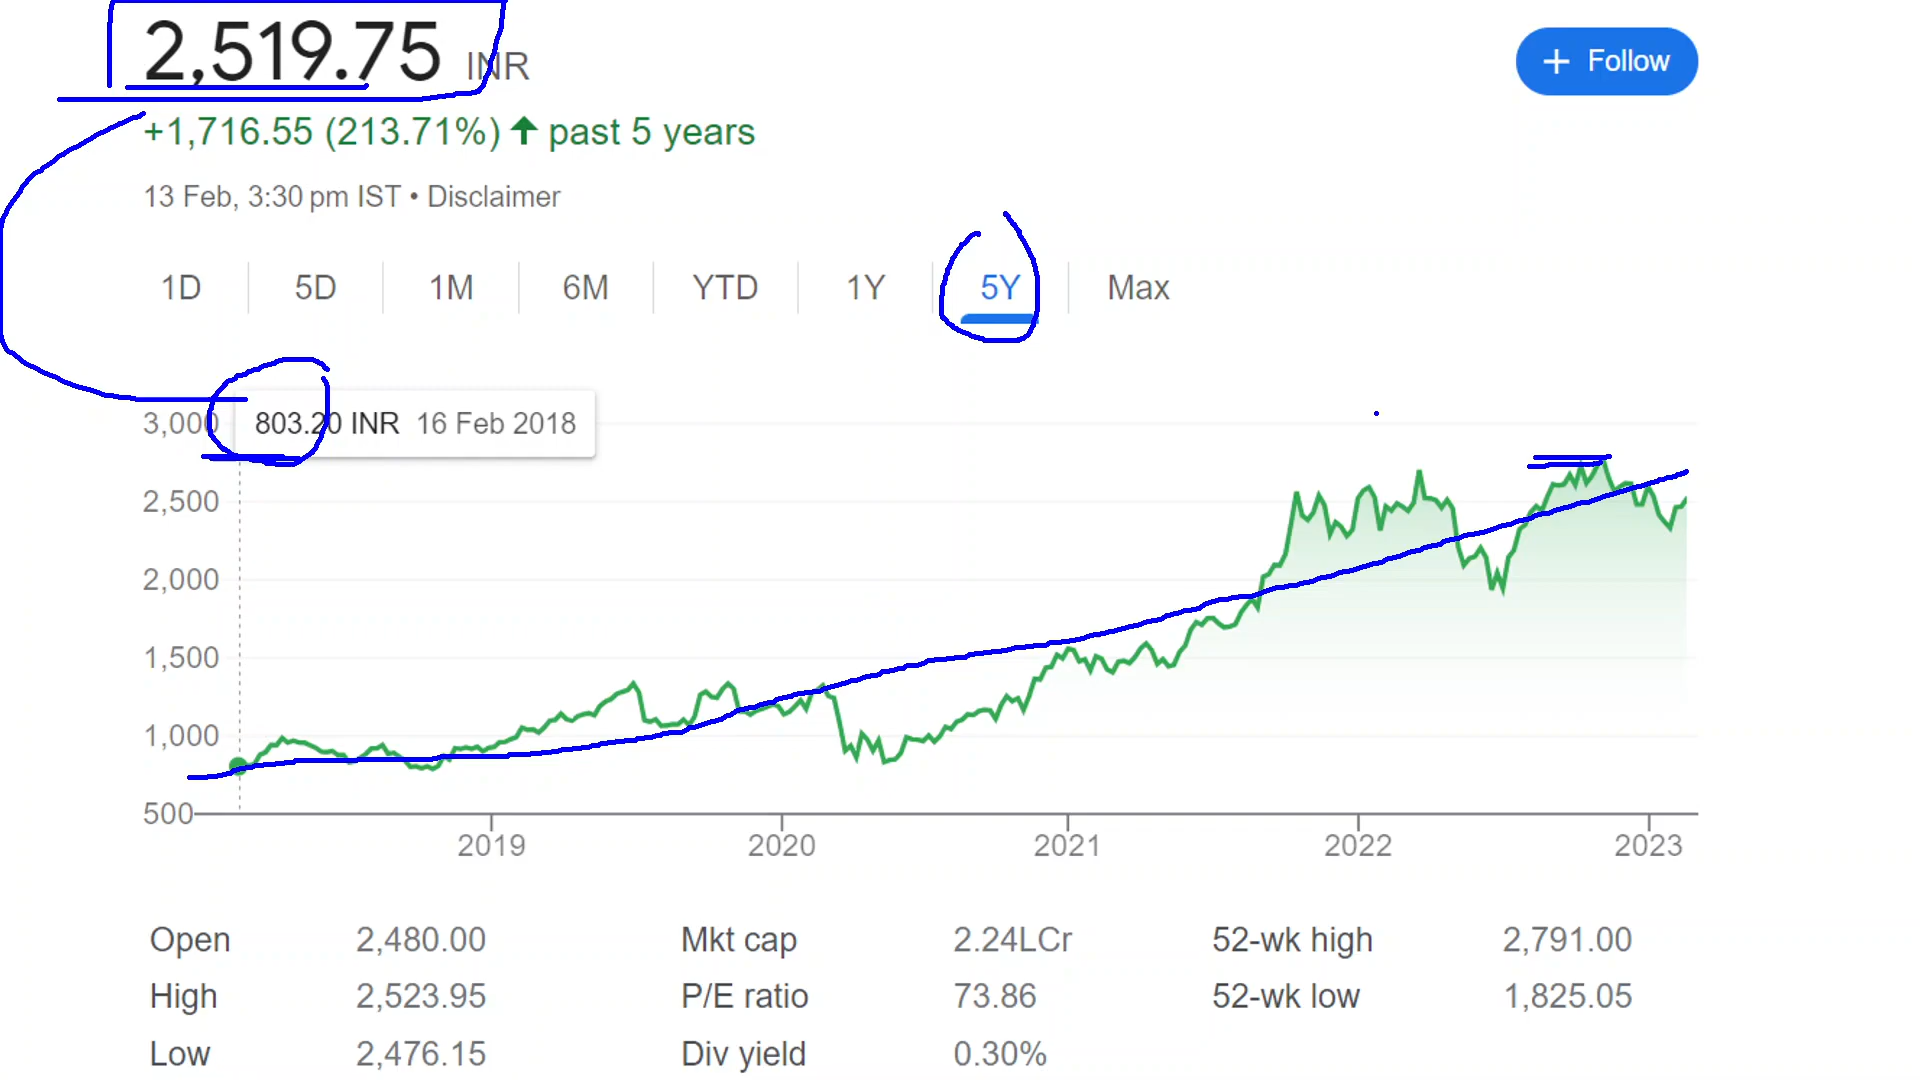 2,519.75 INR
+ Follow
+1,716.55 (213.71%) ↑ past 5 years
13 Feb, 3:30 pm IST • Disclaimer
1D 5D 1M 6M YTD 1Y 5Y Max
803.20 INR 16 Feb 2018
3,000
2,500
2,000
1,500
1,000
500
2019 2020 2021 2022 2023
Open 2,480.00 Mkt cap 2.24LCr 52-wk high 2,791.00
High 2,523.95 P/E ratio 73.86 52-wk low 1,825.05
Low 2,476.15 Div yield 0.30%